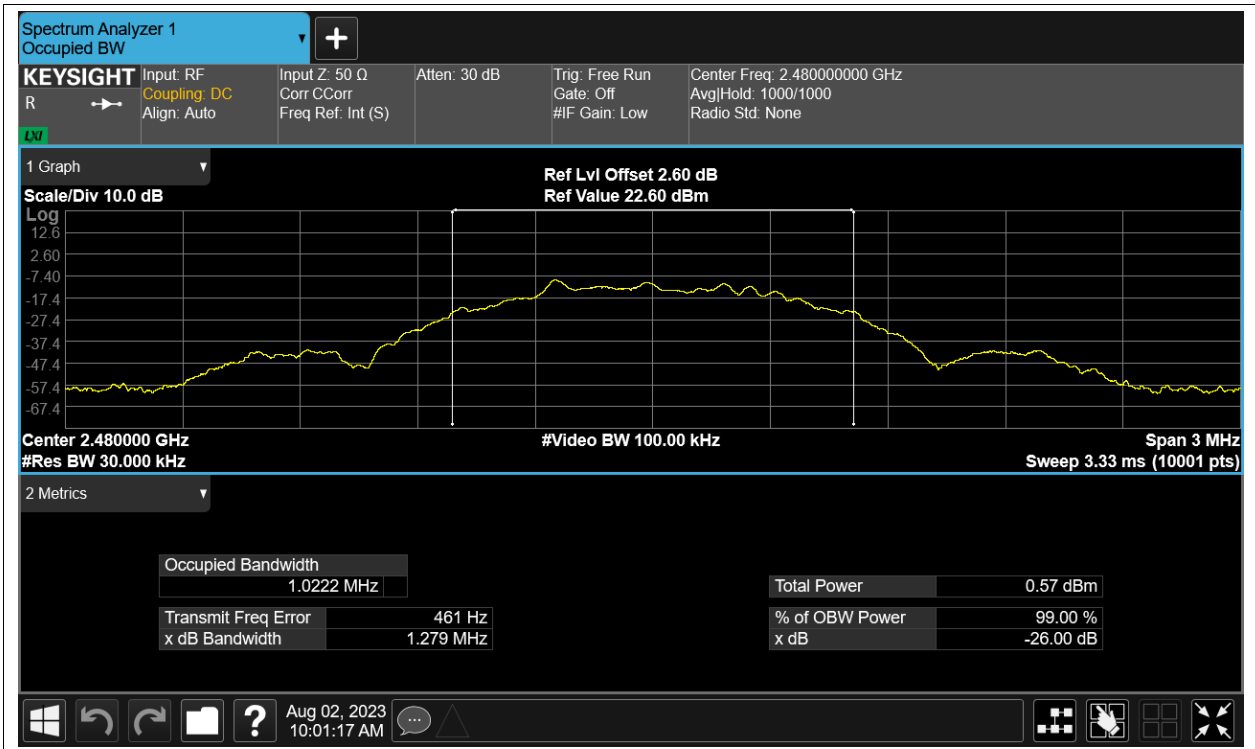 Spectrum Analyzer 1
Occupied BW
KEYSIGHT
R
LXI
Input: RF
Coupling: DC
Align: Auto
Input Z: 50 Ω
Corr CCorr
Freq Ref: Int (S)
Atten: 30 dB
Trig: Free Run
Gate: Off
#IF Gain: Low
Center Freq: 2.480000000 GHz
Avg|Hold: 1000/1000
Radio Std: None
1 Graph
Scale/Div 10.0 dB
Ref Lvl Offset 2.60 dB
Ref Value 22.60 dBm
Log
12.6
2.60
-7.40
-17.4
-27.4
-37.4
-47.4
-57.4
-67.4
Center 2.480000 GHz
#Res BW 30.000 kHz
#Video BW 100.00 kHz
Span 3 MHz
Sweep 3.33 ms (10001 pts)
2 Metrics
Occupied Bandwidth
1.0222 MHz
Transmit Freq Error 461 Hz
x dB Bandwidth 1.279 MHz
Total Power 0.57 dBm
% of OBW Power 99.00 %
x dB -26.00 dB
?
Aug 02, 2023
10:01:17 AM